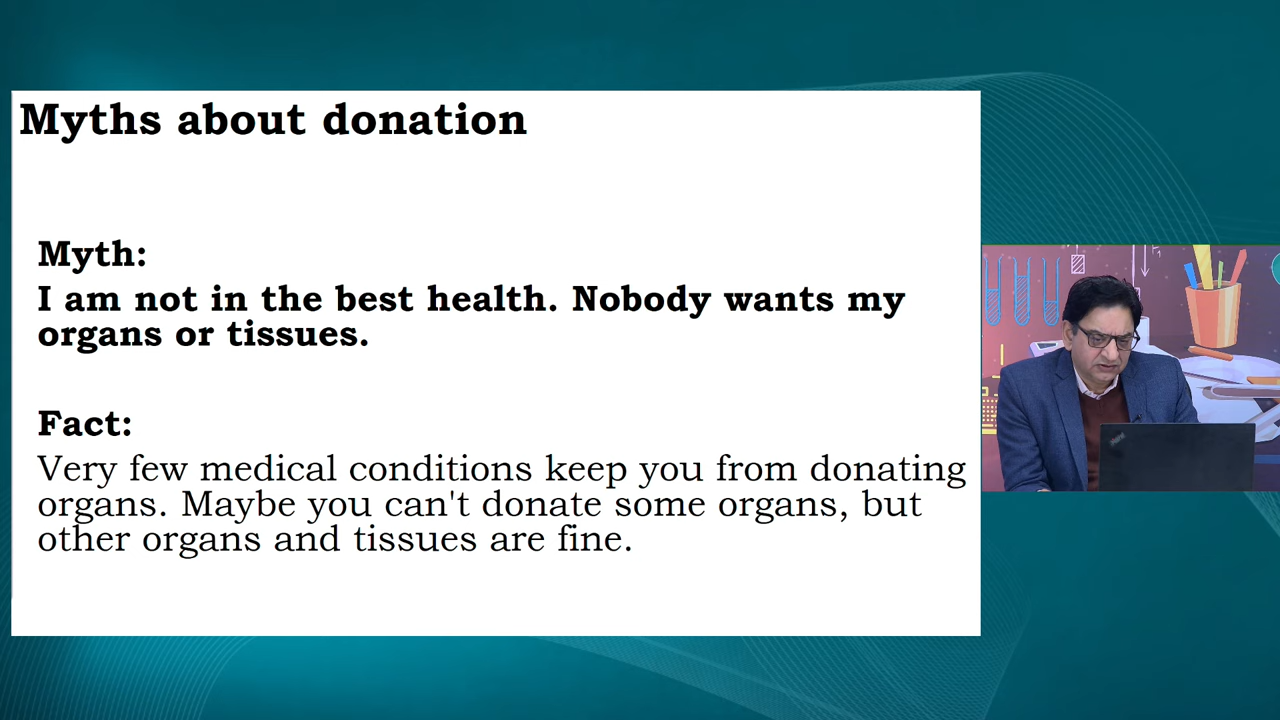 Myths about donation
Myth:
I am not in the best health. Nobody wants my
organs or tissues.
Fact:
Very few medical conditions keep you from donating
organs. Maybe you can't donate some organs, but
other organs and tissues are fine.